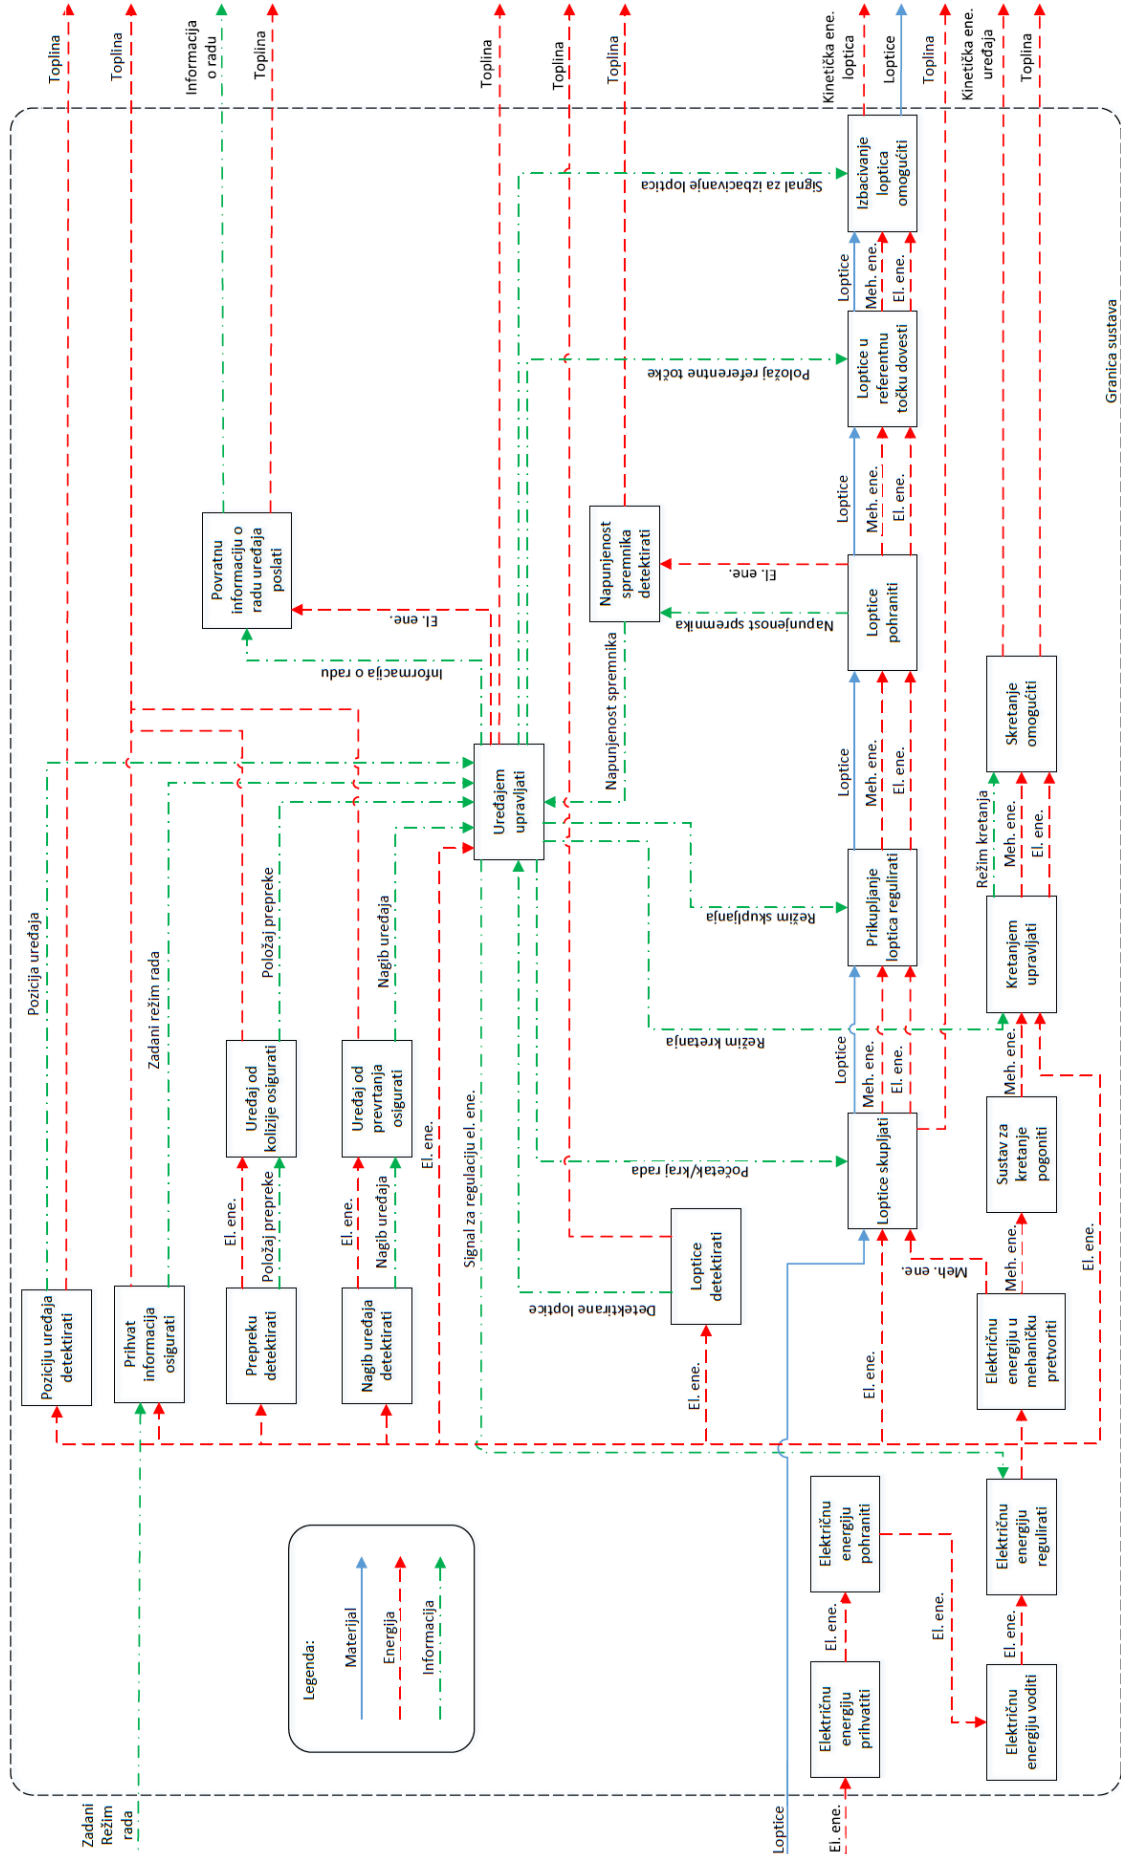 Toplina
Toplina
Informacija
o radu
Toplina
Toplina
Toplina
Toplina
Kinetička ene.
loptica
Loptice
Toplina
Kinetička ene.
uređaja
Toplina
Granica sustava
Izbacivanje
loptica
omogućiti
Signal za izbacivanje loptica
Loptice
Meh. ene.
El. ene.
Loptice u
referentnu
točku dovesti
Položaj referentne točke
Loptice
Meh. ene.
El. ene.
Povratnu
informaciju o
radu uređaja
poslati
El. ene.
Informacija o radu
Napunjenost
spremnika
detektirati
El. ene.
Napunjenost spremnika
Napunjenost spremnika
Loptice
pohraniti
Skretanje
omogućiti
Uređajem
upravljati
Loptice
Meh. ene.
El. ene.
Režim kretanja
Meh. ene.
El. ene.
Prikupljanje
loptica regulirati
Režim skupljanja
Kretanjem
upravljati
Režim kretanja
Pozicija uređaja
Zadani režim rada
Položaj prepreke
Nagib uređaja
Uređaj od
kolizije osigurati
Uređaj od
prevrtanja
osigurati
El. ene.
Signal za regulaciju el. ene.
Početak/kraj rada
Loptice
Meh. ene.
El. ene.
Meh. ene.
Loptice skupljati
Sustav za
kretanje
pogoniti
El. ene.
Položaj prepreke
El. ene.
Nagib uređaja
Detektirane loptice
Loptice
detektirati
Meh. ene.
Meh. ene.
El. ene.
Poziciju uređaja
detektirati
Prihvat
informacija
osigurati
Prepreku
detektirati
Nagib uređaja
detektirati
El. ene.
El. ene.
Električnu
energiju u
mehaničku
pretvoriti
Električnu
energiju
pohraniti
Električnu
energiju
regulirati
El. ene.
El. ene.
El. ene.
Električnu
energiju
prihvatiti
Električnu
energiju voditi
Legenda:
Materijal
Energija
Informacija
Zadani
Režim
rada
Loptice
El. ene.